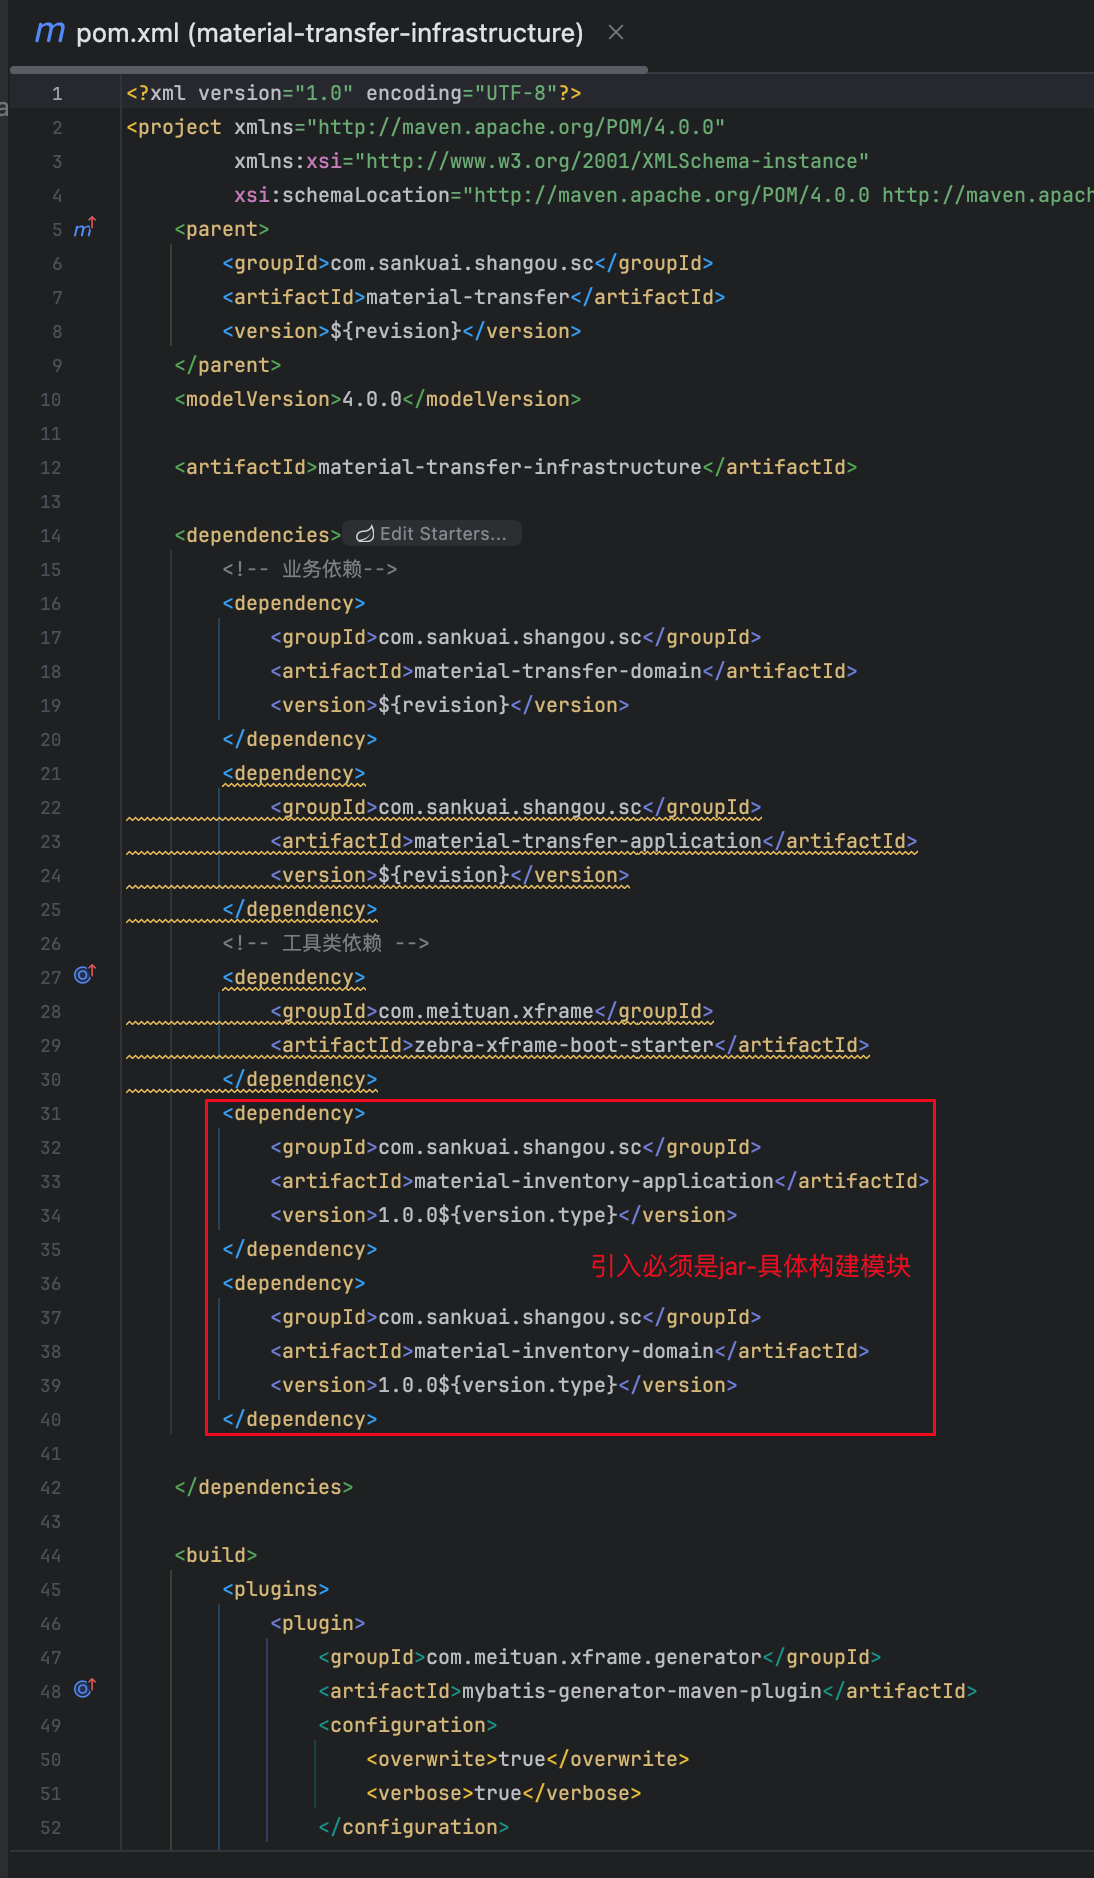 pom.xml (material-transfer-infrastructure)
1 <?xml version="1.0" encoding="UTF-8"?>
2 <project xmlns="http://maven.apache.org/POM/4.0.0"
3 xmlns:xsi="http://www.w3.org/2001/XMLSchema-instance"
4 xsi:schemaLocation="http://maven.apache.org/POM/4.0.0 http://maven.apach
5 <parent>
6 <groupId>com.sankuai.shangou.sc</groupId>
7 <artifactId>material-transfer</artifactId>
8 <version>${revision}</version>
9 </parent>
10 <modelVersion>4.0.0</modelVersion>
11
12 <artifactId>material-transfer-infrastructure</artifactId>
13
14 <dependencies> Edit Starters...
15 <!-- 业务依赖-->
16 <dependency>
17 <groupId>com.sankuai.shangou.sc</groupId>
18 <artifactId>material-transfer-domain</artifactId>
19 <version>${revision}</version>
20 </dependency>
21 <dependency>
22 <groupId>com.sankuai.shangou.sc</groupId>
23 <artifactId>material-transfer-application</artifactId>
24 <version>${revision}</version>
25 </dependency>
26 <!-- 工具类依赖 -->
27 <dependency>
28 <groupId>com.meituan.xframe</groupId>
29 <artifactId>zebra-xframe-boot-starter</artifactId>
30 </dependency>
31 <dependency>
32 <groupId>com.sankuai.shangou.sc</groupId>
33 <artifactId>material-inventory-application</artifactId>
34 <version>1.0.0${version.type}</version>
35 </dependency>
引入必须是jar-具体构建模块
36 <dependency>
37 <groupId>com.sankuai.shangou.sc</groupId>
38 <artifactId>material-inventory-domain</artifactId>
39 <version>1.0.0${version.type}</version>
40 </dependency>
41
42 </dependencies>
43
44 <build>
45 <plugins>
46 <plugin>
47 <groupId>com.meituan.xframe.generator</groupId>
48 <artifactId>mybatis-generator-maven-plugin</artifactId>
49 <configuration>
50 <overwrite>true</overwrite>
51 <verbose>true</verbose>
52 </configuration>